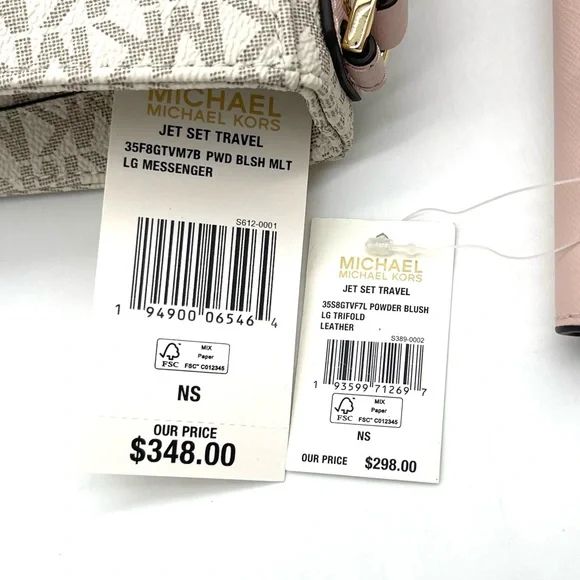 MICHAEL
MICHAEL KORS
JET SET TRAVEL
35F8GTVM7B PWD BLSH MLT
LG MESSENGER
S612-0001
1 94900 06546 4
MIX
Paper
FSC
FSC™ C012345
NS
OUR PRICE
$348.00
MICHAEL
MICHAEL KORS
JET SET TRAVEL
35S8GTVF7L POWDER BLUSH
LG TRIFOLD
LEATHER
S389-0002
1 93599 71269 7
MIX
Paper
FSC
FSC™ C012345
NS
OUR PRICE $298.00